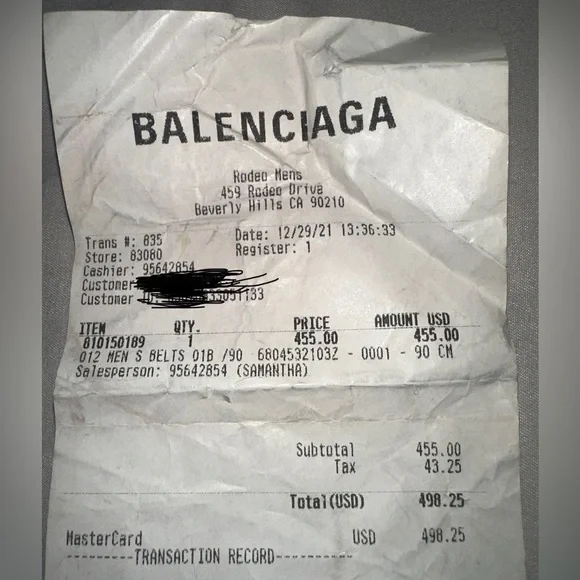 BALENCIAGA
Rodeo Mens
459 Rodeo Drive
Beverly Hills CA 90210
Trans #: 835 Date: 12/29/21 13:36:33
Store: 83080 Register: 1
Cashier: 95642854
Customer
Customer
ITEM QTY. PRICE AMOUNT USD
810150189 1 455.00 455.00
012 MEN S BELTS 01B /90 6804532103Z - 0001 - 90 CM
Salesperson: 95642854 (SAMANTHA)
Subtotal 455.00
Tax 43.25
Total(USD) 498.25
MasterCard USD 498.25
---------TRANSACTION RECORD----------